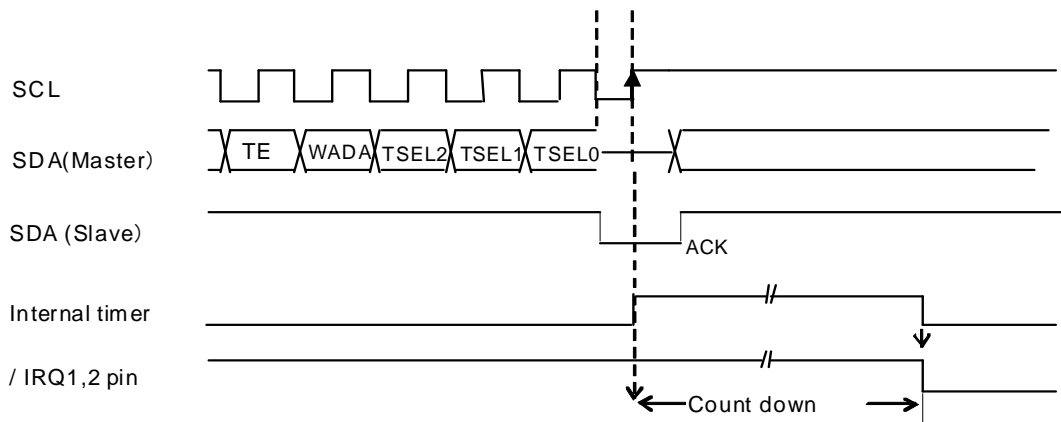 SCL
SDA(Master）
TE WADA TSEL2 TSEL1 TSEL0
SDA (Slave)
ACK
Internal timer
/ IRQ1,2 pin
Count down